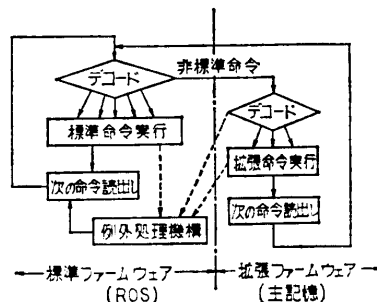 デコード
非標準命令
デコード
標準命令実行
拡張命令実行
次の命令読出し
次の命令読出し
例外処理機構
標準ファームウェア
(ROS)
拡張ファームウェア
(主記憶)